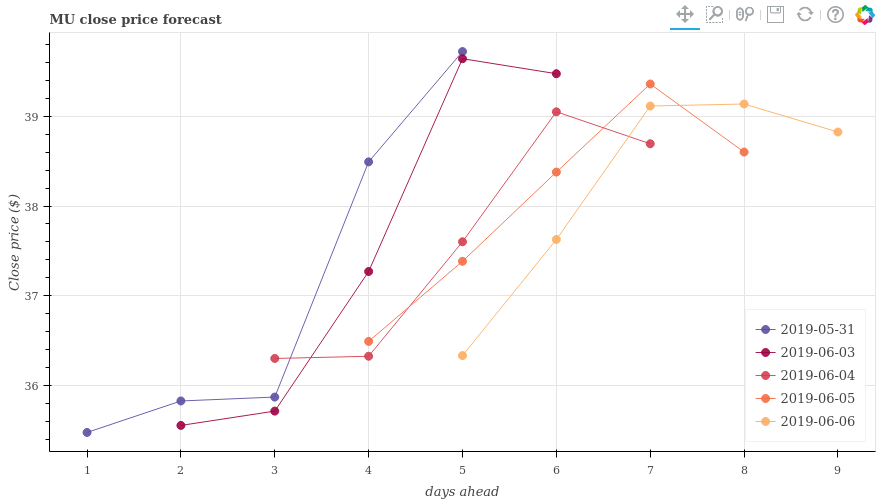 MU close price forecast
Close price ($)
39
38
37
36
2019-05-31
2019-06-03
2019-06-04
2019-06-05
2019-06-06
1 2 3 4 5 6 7 8 9
days ahead